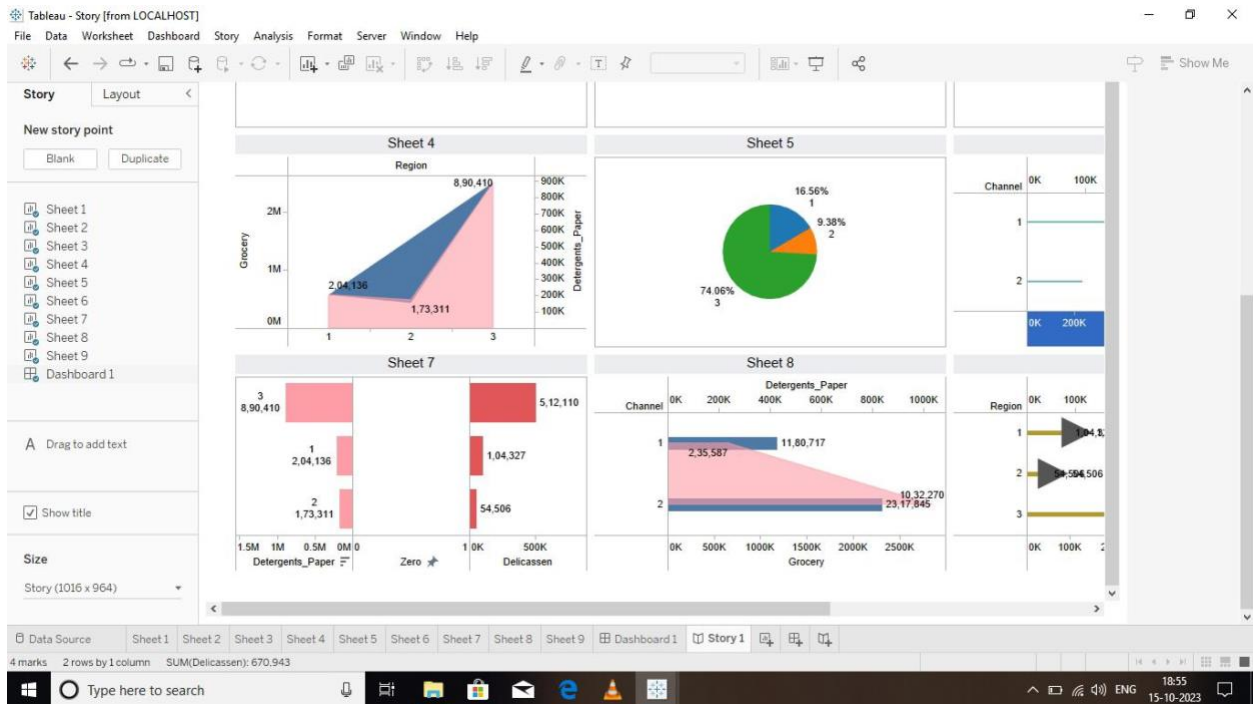 Tableau - Story [from LOCALHOST]
File Data Worksheet Dashboard Story Analysis Format Server Window Help
Show Me
Story Layout
New story point
Blank Duplicate
Sheet 1
Sheet 2
Sheet 3
Sheet 4
Sheet 5
Sheet 6
Sheet 7
Sheet 8
Sheet 9
Dashboard 1
A Drag to add text
Show title
Size
Story (1016 x 964)
Sheet 4
Region
Grocery
2M
1M
0M
8,90,410
2,04,136
1,73,311
900K
800K
700K
600K
500K
400K
300K
200K
100K
Detergents_Paper
1 2 3
Sheet 5
16.56%
1
9.38%
2
74.06%
3
Channel
0K 100K
1
2
0K 200K
Sheet 7
3
8,90,410
5,12,110
1
2,04,136
1,04,327
2
1,73,311
54,506
1.5M 1M 0.5M 0M 0 1 0K 500K
Detergents_Paper Zero Delicassen
Sheet 8
Detergents_Paper
Channel 0K 200K 400K 600K 800K 1000K
1
11,80,717
2,35,587
10,32,270
2
23,17,845
0K 500K 1000K 1500K 2000K 2500K
Grocery
Region 0K 100K
1
2
54,506
3
0K 100K
Data Source Sheet 1 Sheet 2 Sheet 3 Sheet 4 Sheet 5 Sheet 6 Sheet 7 Sheet 8 Sheet 9 Dashboard 1 Story 1
4 marks 2 rows by 1 column SUM(Delicassen): 670,943
Type here to search
ENG
18:55
15-10-2023